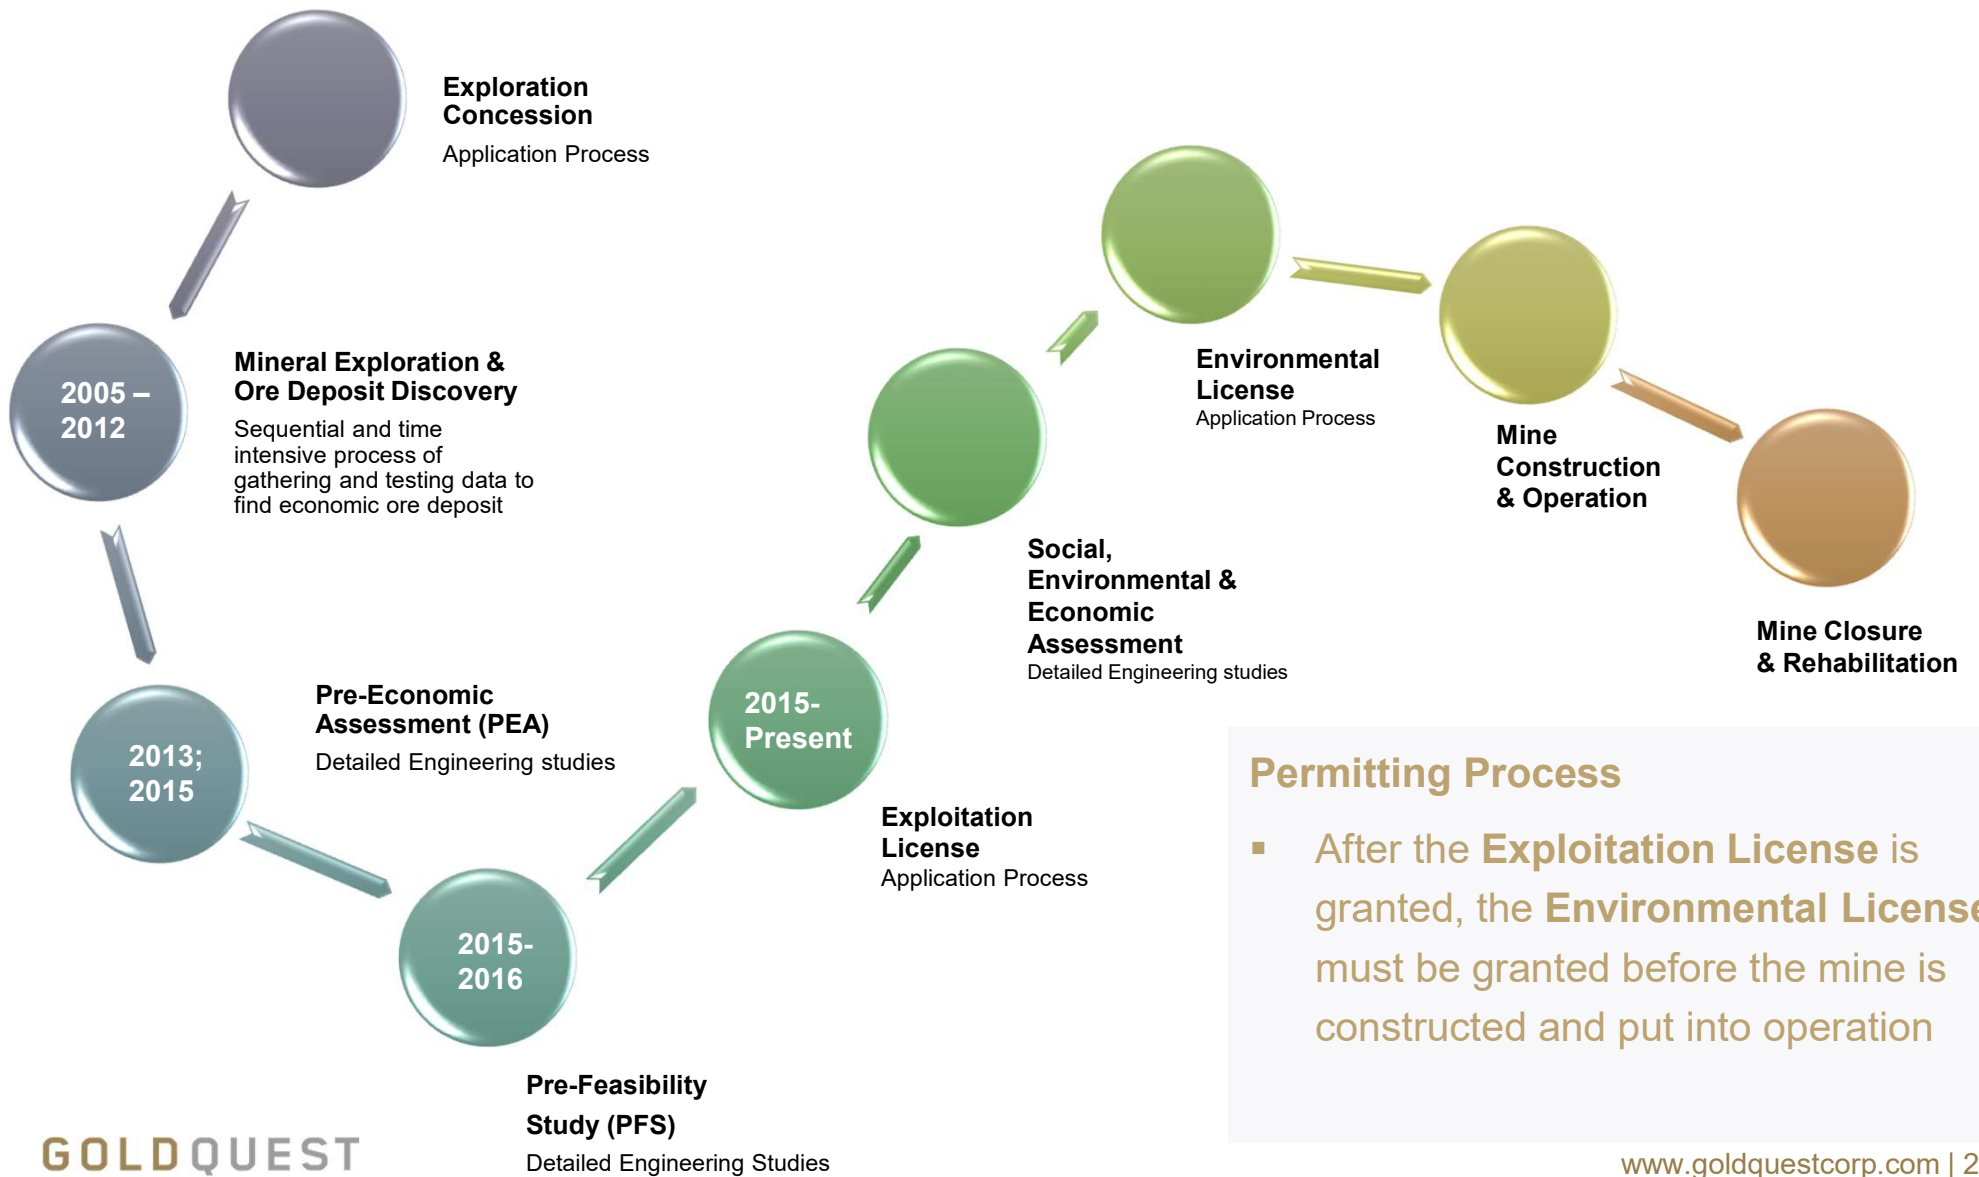 Exploration
Concession
Application Process
2005 –
2012
Mineral Exploration &
Ore Deposit Discovery
Sequential and time
intensive process of
gathering and testing data to
find economic ore deposit
2013;
2015
Pre-Economic
Assessment (PEA)
Detailed Engineering studies
2015-
2016
Pre-Feasibility
Study (PFS)
Detailed Engineering Studies
2015-
Present
Exploitation
License
Application Process
Social,
Environmental &
Economic
Assessment
Detailed Engineering studies
Environmental
License
Application Process
Mine
Construction
& Operation
Mine Closure
& Rehabilitation
Permitting Process
▪ After the Exploitation License is
granted, the Environmental License
must be granted before the mine is
constructed and put into operation
GOLDQUEST
www.goldquestcorp.com | 2